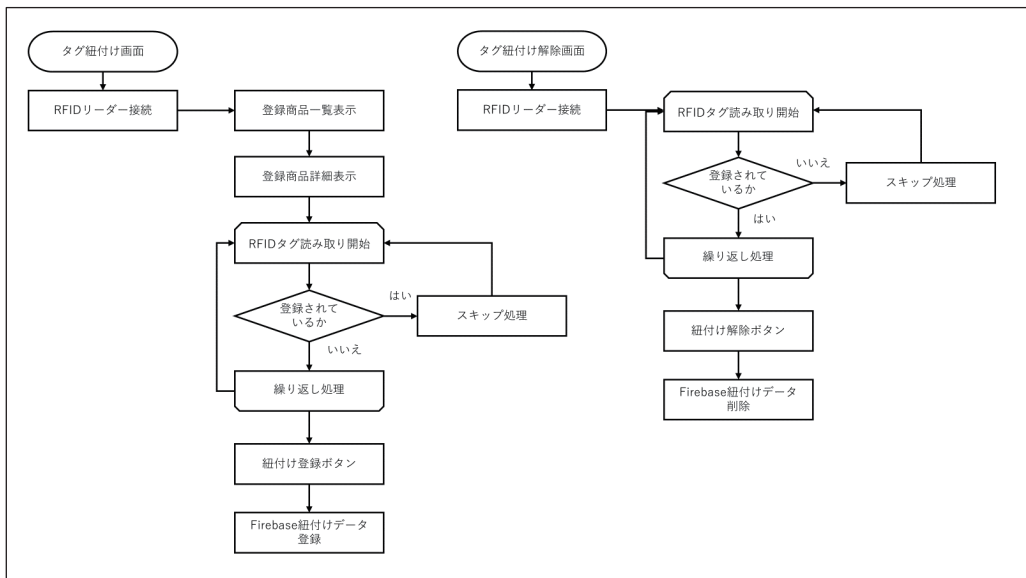 タグ紐付け画面
RFIDリーダー接続
登録商品一覧表示
登録商品詳細表示
RFIDタグ読み取り開始
登録されて
いるか
はい
スキップ処理
いいえ
繰り返し処理
紐付け登録ボタン
Firebase紐付けデータ
登録
タグ紐付け解除画面
RFIDリーダー接続
RFIDタグ読み取り開始
登録されて
いるか
いいえ
スキップ処理
はい
繰り返し処理
紐付け解除ボタン
Firebase紐付けデータ
削除